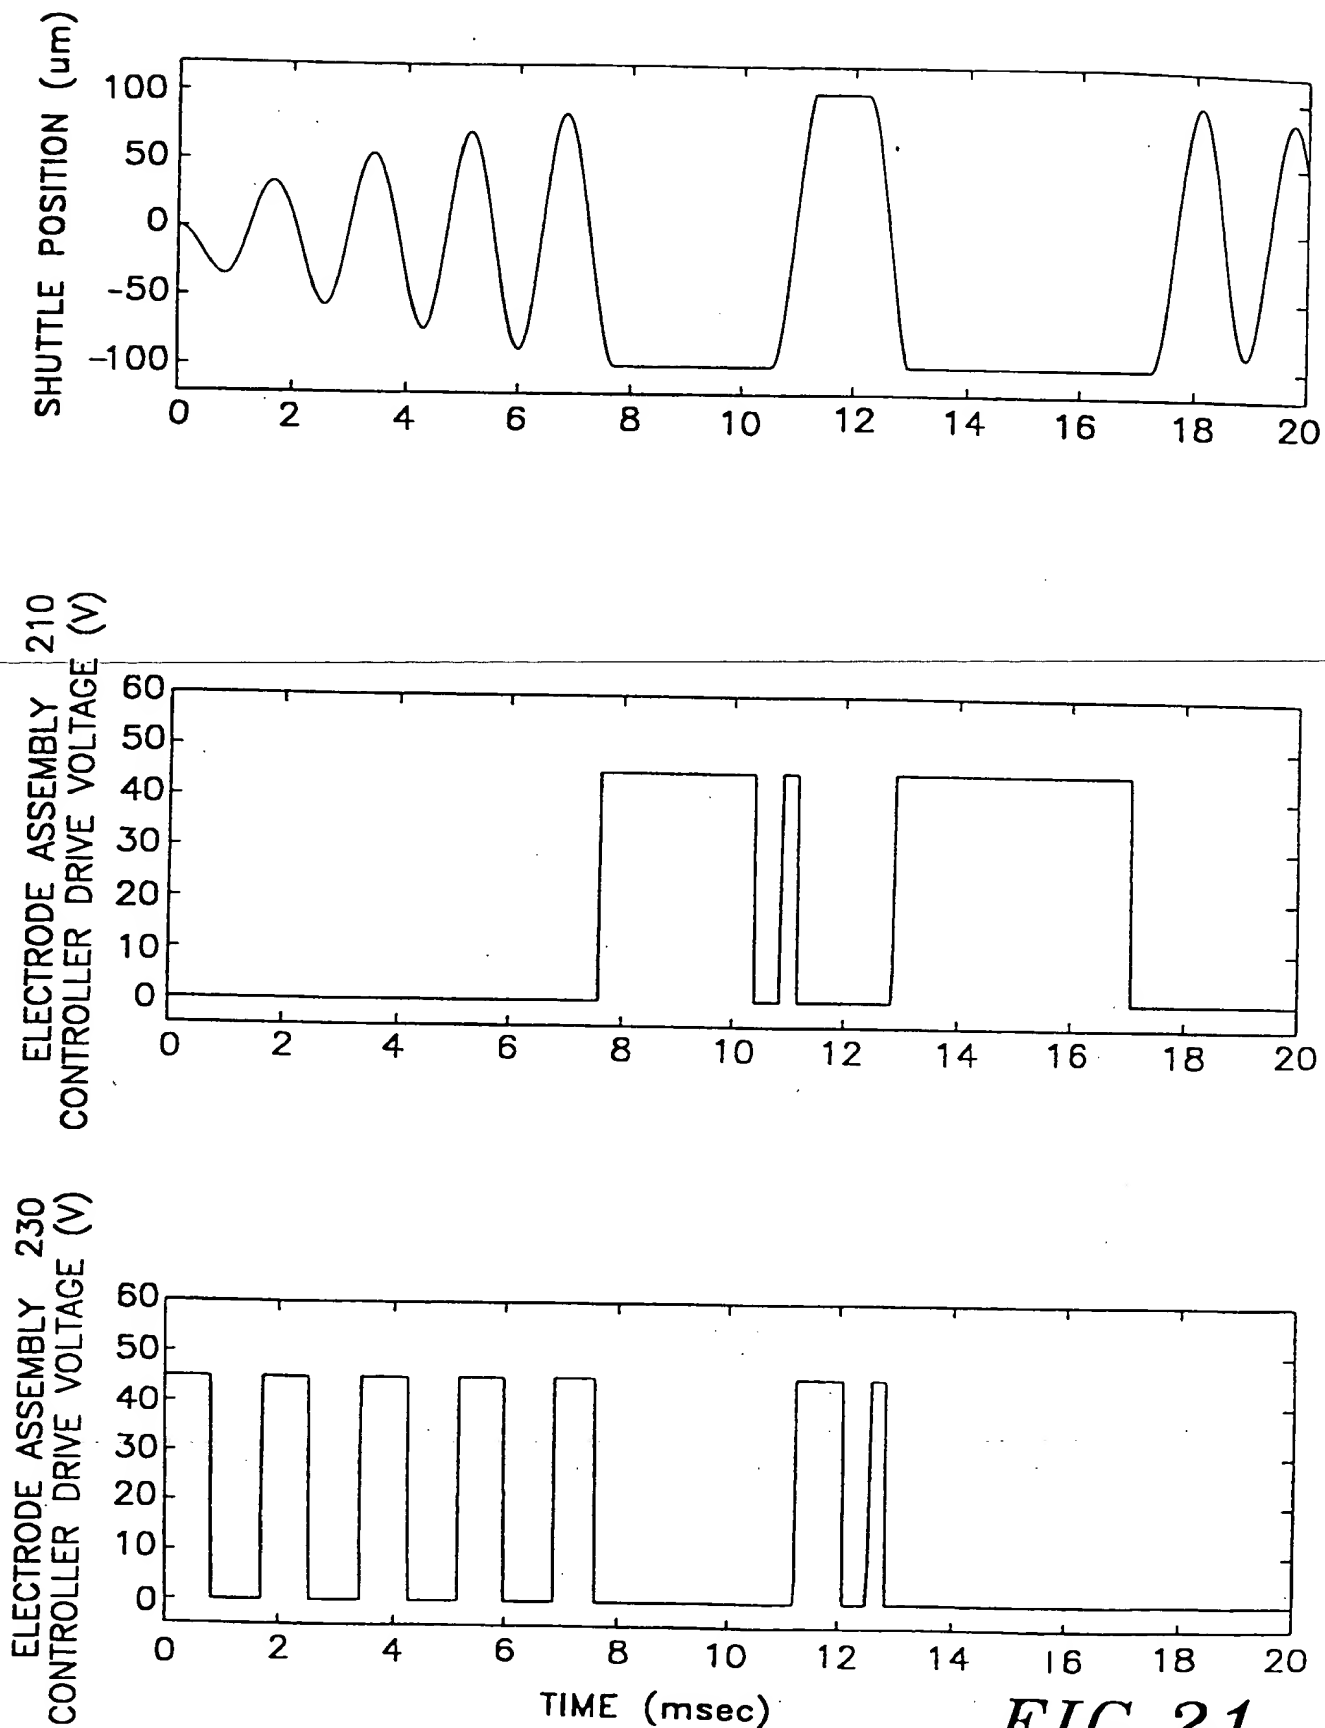 SHUTTLE POSITION (um)
100
50
0
-50
-100
0 2 4 6 8 10 12 14 16 18 20
ELECTRODE ASSEMBLY 210
CONTROLLER DRIVE VOLTAGE (V)
60
50
40
30
20
10
0
0 2 4 6 8 10 12 14 16 18 20
ELECTRODE ASSEMBLY 230
CONTROLLER DRIVE VOLTAGE (V)
60
50
40
30
20
10
0
0 2 4 6 8 10 12 14 16 18 20
TIME (msec)
FIG. 21